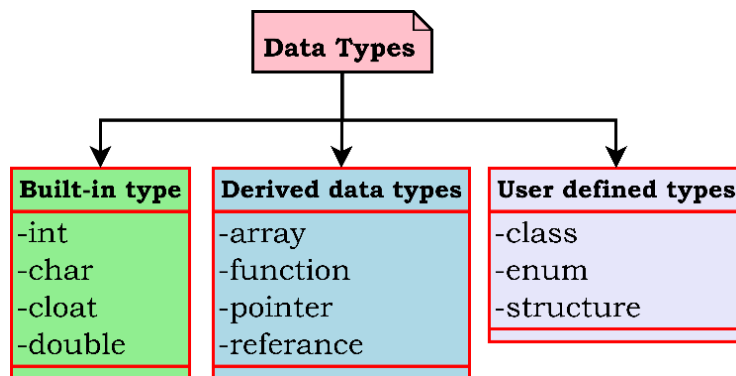 Data Types
Built-in type
-int
-char
-cloat
-double
Derived data types
-array
-function
-pointer
-referance
User defined types
-class
-enum
-structure